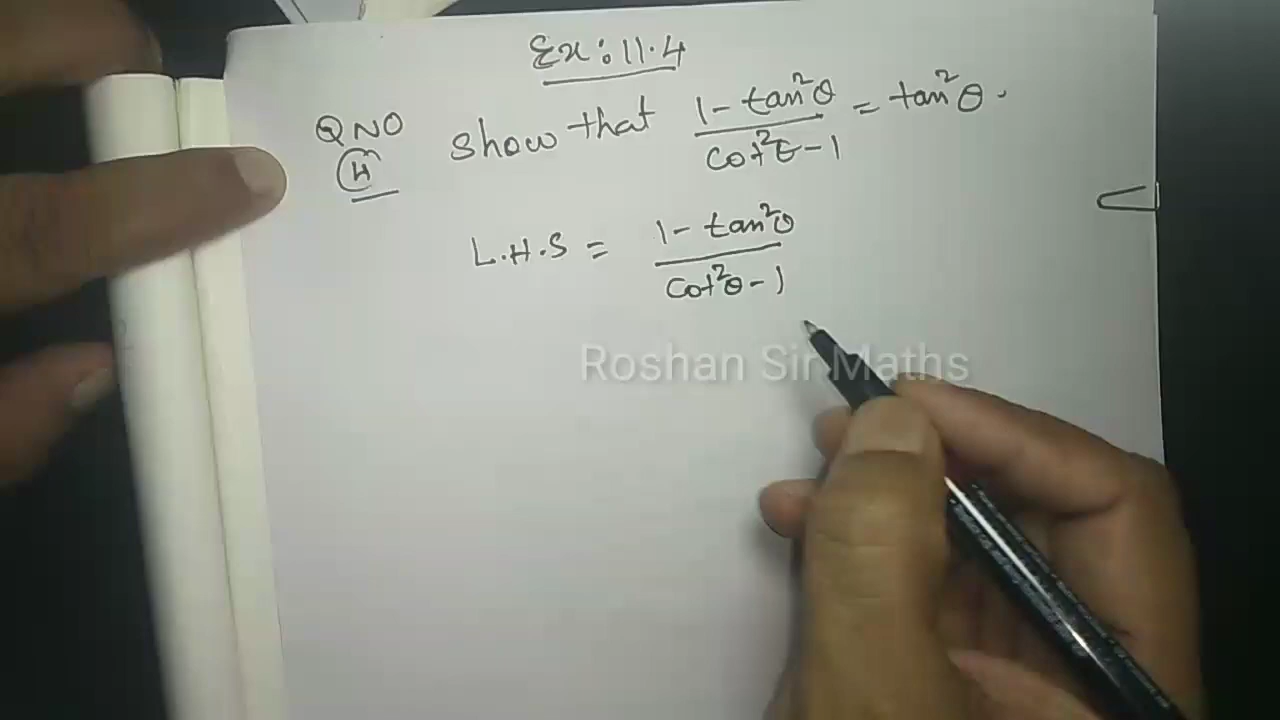 Ex: 11.4
Q NO show that 1 - tan²θ / cot²θ - 1 = tan²θ.
L.H.S = 1 - tan²θ / cot²θ - 1
Roshan Sir Maths